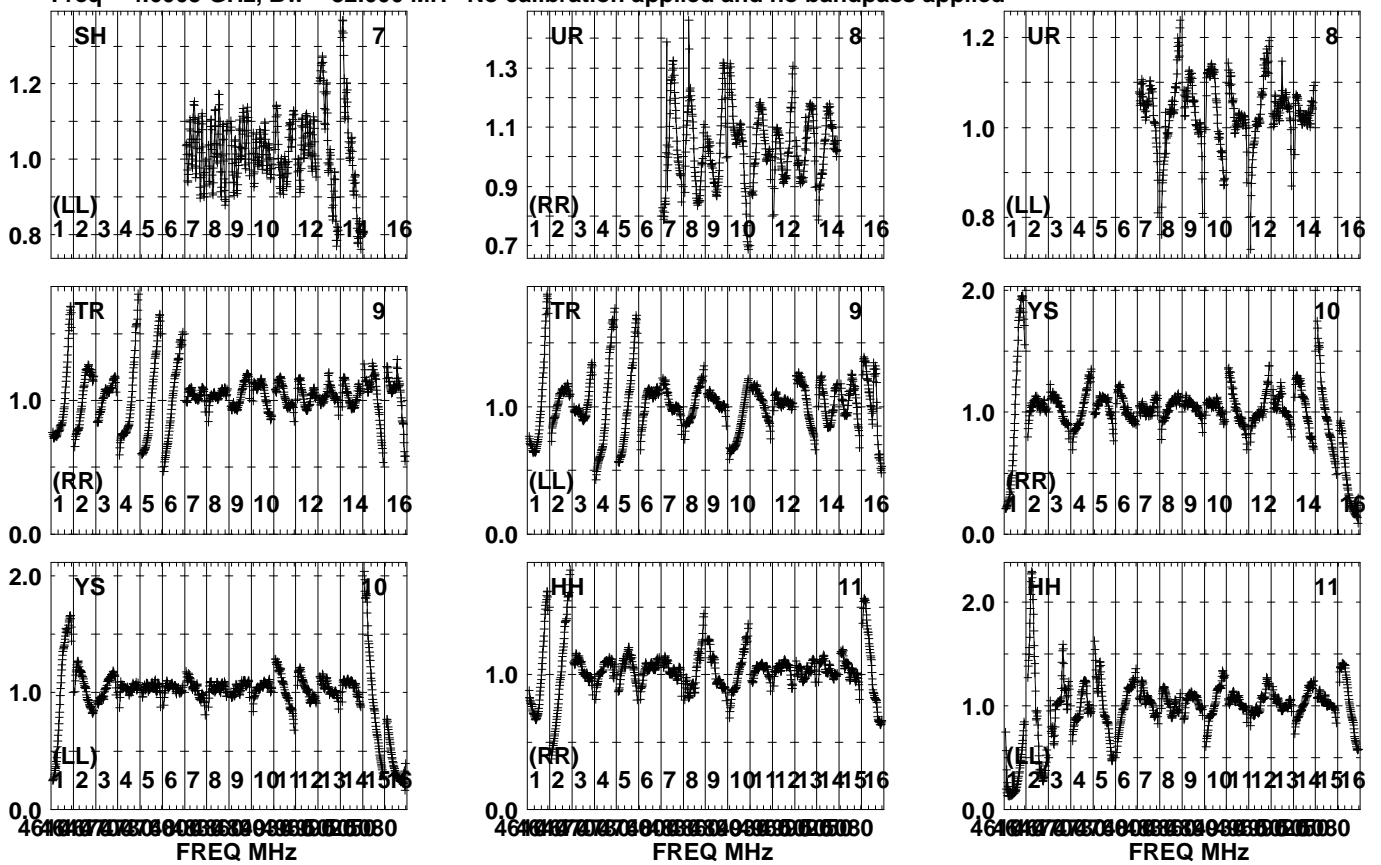 SH 7
1.2
1.0
0.8
(LL)
1 2 3 4 5 6 7 8 9 10 12 14 16
UR 8
1.3
1.1
0.9
0.7
(RR)
1 2 3 4 5 6 7 8 9 10 12 14 16
UR 8
1.2
1.0
0.8
(LL)
1 2 3 4 5 6 7 8 9 10 12 14 16
TR 9
1.0
0.0
(RR)
1 2 3 4 5 6 7 8 9 10 12 14 16
TR 9
1.0
0.0
(LL)
1 2 3 4 5 6 7 8 9 10 12 14 16
YS 10
2.0
1.0
0.0
(RR)
1 2 3 4 5 6 7 8 9 10 12 14 16
YS 10
2.0
1.0
0.0
(LL)
1 2 3 4 5 6 7 8 9 10 11 12 13 14 15 16
FREQ MHz
HH 11
1.0
0.0
(RR)
1 2 3 4 5 6 7 8 9 10 11 12 13 14 15 16
FREQ MHz
HH 11
2.0
1.0
0.0
(LL)
1 2 3 4 5 6 7 8 9 10 11 12 13 14 15 16
FREQ MHz